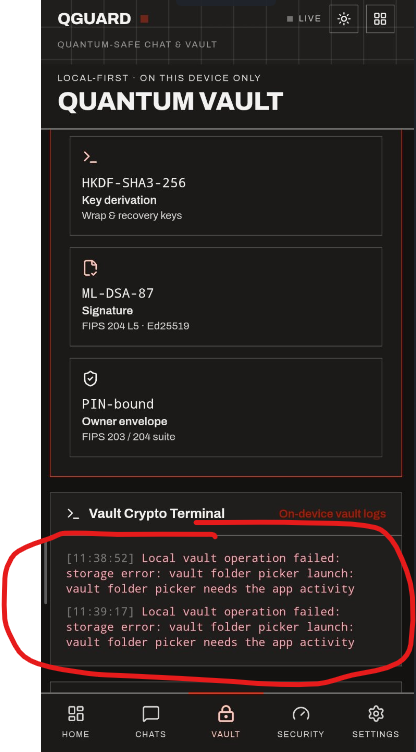 QGUARD
LIVE
QUANTUM-SAFE CHAT & VAULT
LOCAL-FIRST · ON THIS DEVICE ONLY
QUANTUM VAULT
HKDF-SHA3-256
Key derivation
Wrap & recovery keys
ML-DSA-87
Signature
FIPS 204 L5 · Ed25519
PIN-bound
Owner envelope
FIPS 203 / 204 suite
Vault Crypto Terminal
On-device vault logs
[11:38:52] Local vault operation failed:
storage error: vault folder picker launch:
vault folder picker needs the app activity
[11:39:17] Local vault operation failed:
storage error: vault folder picker launch:
vault folder picker needs the app activity
HOME
CHATS
VAULT
SECURITY
SETTINGS